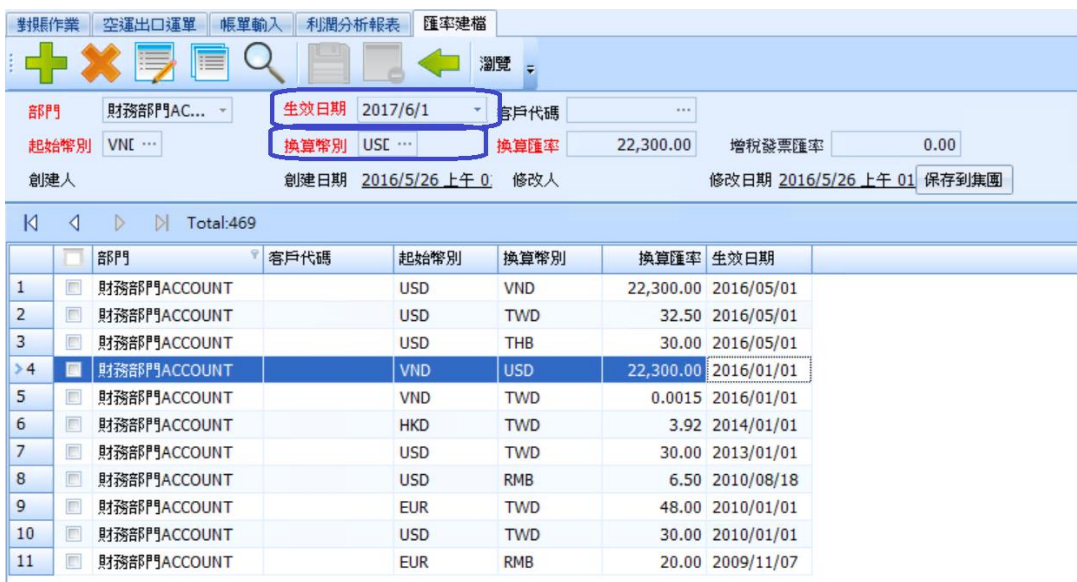 對賬作業 空運出口運單 帳單輸入 利潤分析報表 匯率建檔
瀏覽
部門 財務部門AC... 生效日期 2017/6/1 客戶代碼 ...
起始幣別 VND ... 換算幣別 USD ... 換算匯率 22,300.00 增稅發票匯率 0.00
創建人 創建日期 2016/5/26 上午 0: 修改人 修改日期 2016/5/26 上午 01 保存到集團
Total:469
部門 客戶代碼 起始幣別 換算幣別 換算匯率 生效日期
1 財務部門ACCOUNT USD VND 22,300.00 2016/05/01
2 財務部門ACCOUNT USD TWD 32.50 2016/05/01
3 財務部門ACCOUNT USD THB 30.00 2016/05/01
>4 財務部門ACCOUNT VND USD 22,300.00 2016/01/01
5 財務部門ACCOUNT VND TWD 0.0015 2016/01/01
6 財務部門ACCOUNT HKD TWD 3.92 2014/01/01
7 財務部門ACCOUNT USD TWD 30.00 2013/01/01
8 財務部門ACCOUNT USD RMB 6.50 2010/08/18
9 財務部門ACCOUNT EUR TWD 48.00 2010/01/01
10 財務部門ACCOUNT USD TWD 30.00 2010/01/01
11 財務部門ACCOUNT EUR RMB 20.00 2009/11/07